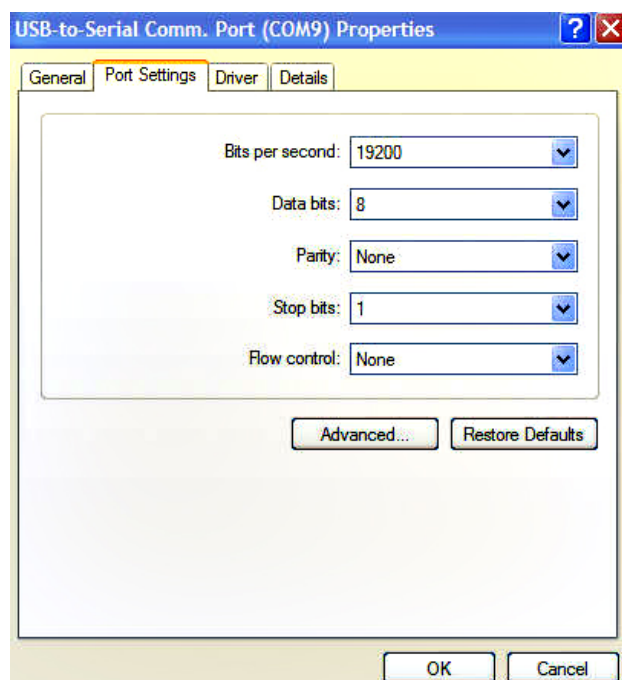 USB-to-Serial Comm. Port (COM9) Properties
General Port Settings Driver Details
Bits per second: 19200
Data bits: 8
Parity: None
Stop bits: 1
Flow control: None
Advanced... Restore Defaults
OK Cancel